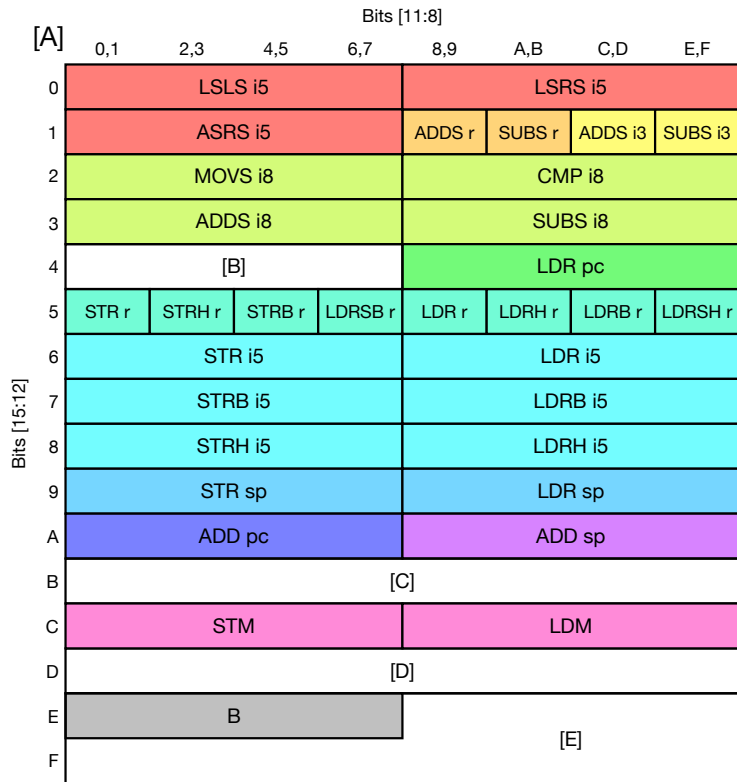 Bits [11:8]
[A] 0,1 2,3 4,5 6,7 8,9 A,B C,D E,F
0 LSLS i5 LSRS i5
1 ASRS i5 ADDS r SUBS r ADDS i3 SUBS i3
2 MOVS i8 CMP i8
3 ADDS i8 SUBS i8
4 [B] LDR pc
5 STR r STRH r STRB r LDRSB r LDR r LDRH r LDRB r LDRSH r
6 STR i5 LDR i5
7 STRB i5 LDRB i5
8 STRH i5 LDRH i5
9 STR sp LDR sp
A ADD pc ADD sp
B [C]
C STM LDM
D [D]
E B
[E]
F
Bits [15:12]